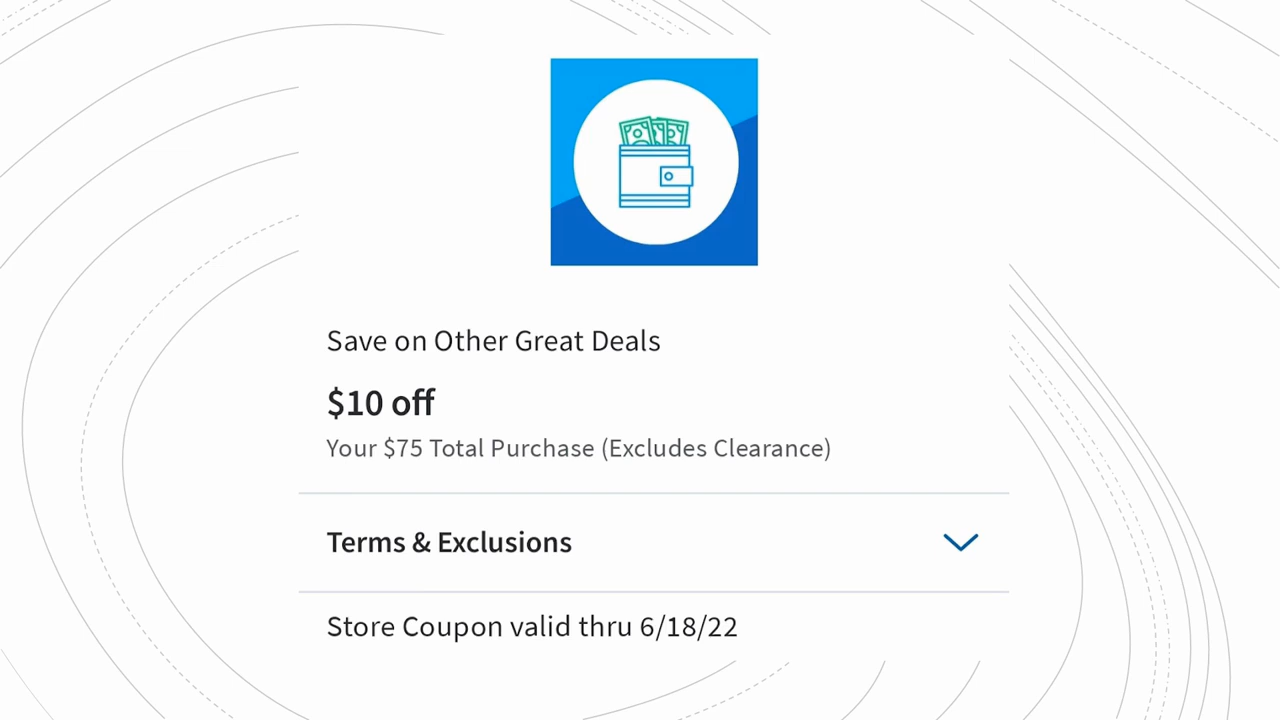 Save on Other Great Deals
$10 off
Your $75 Total Purchase (Excludes Clearance)
Terms & Exclusions
Store Coupon valid thru 6/18/22